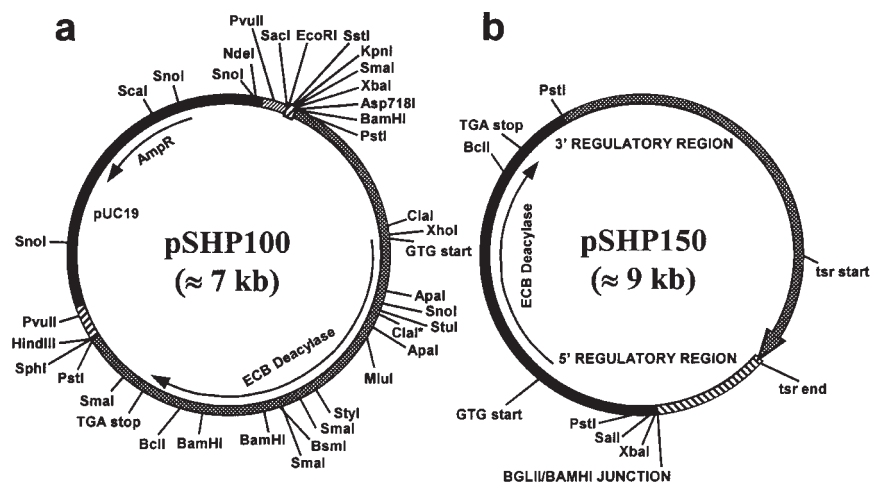 a
PvuII
SacI
EcoRI
SstI
KpnI
SmaI
XbaI
Asp718I
BamHI
PstI
NdeI
SnoI
SnoI
ScaI
AmpR
pUC19
SnoI
pSHP100
(≈ 7 kb)
ClaI
XhoI
GTG start
ApaI
SnoI
StuI
ClaI*
ApaI
MluI
ECB Deacylase
StyI
SmaI
BsmI
SmaI
BamHI
BamHI
BclI
TGA stop
SmaI
PstI
SphI
HindIII
PvuII
b
PstI
TGA stop
BclI
3' REGULATORY REGION
ECB Deacylase
pSHP150
(≈ 9 kb)
tsr start
5' REGULATORY REGION
tsr end
GTG start
PstI
SalI
XbaI
BGLII/BAMHI JUNCTION